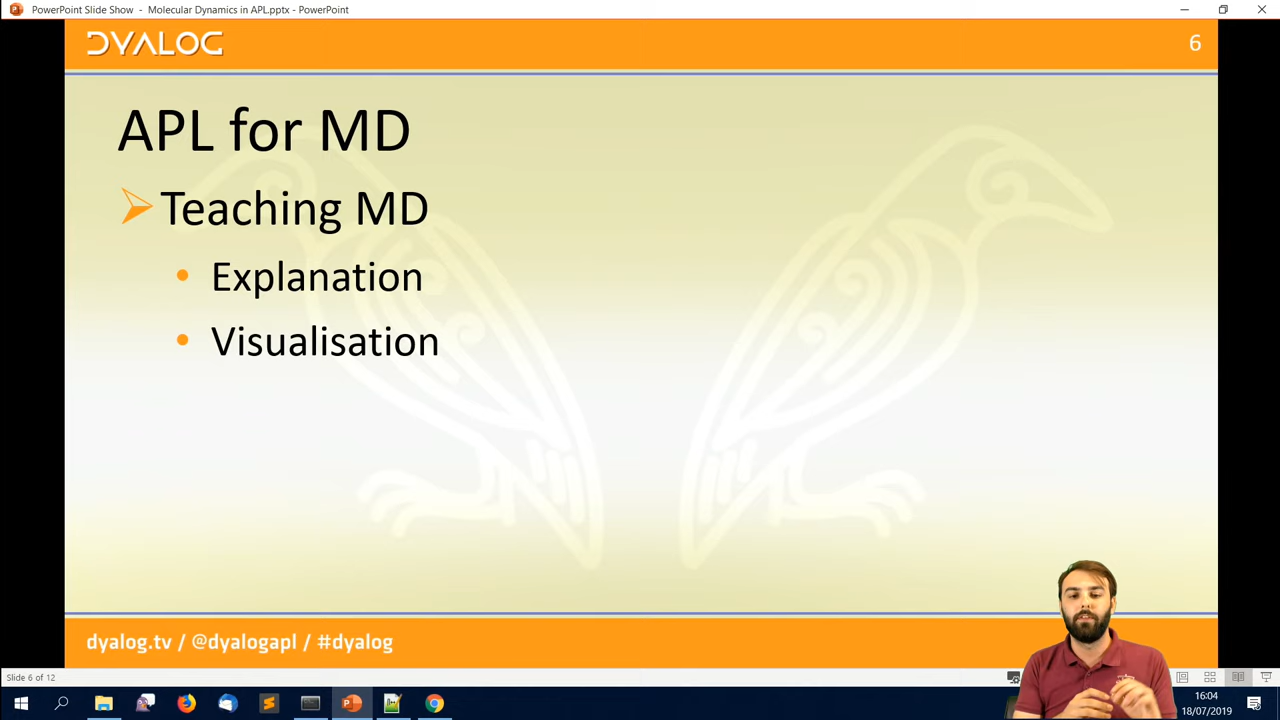 PowerPoint Slide Show - Molecular Dynamics in APL.pptx - PowerPoint
DYALOG
6
APL for MD
Teaching MD
Explanation
Visualisation
dyalog.tv / @dyalogapl / #dyalog
Slide 6 of 12
16:04
18/07/2019